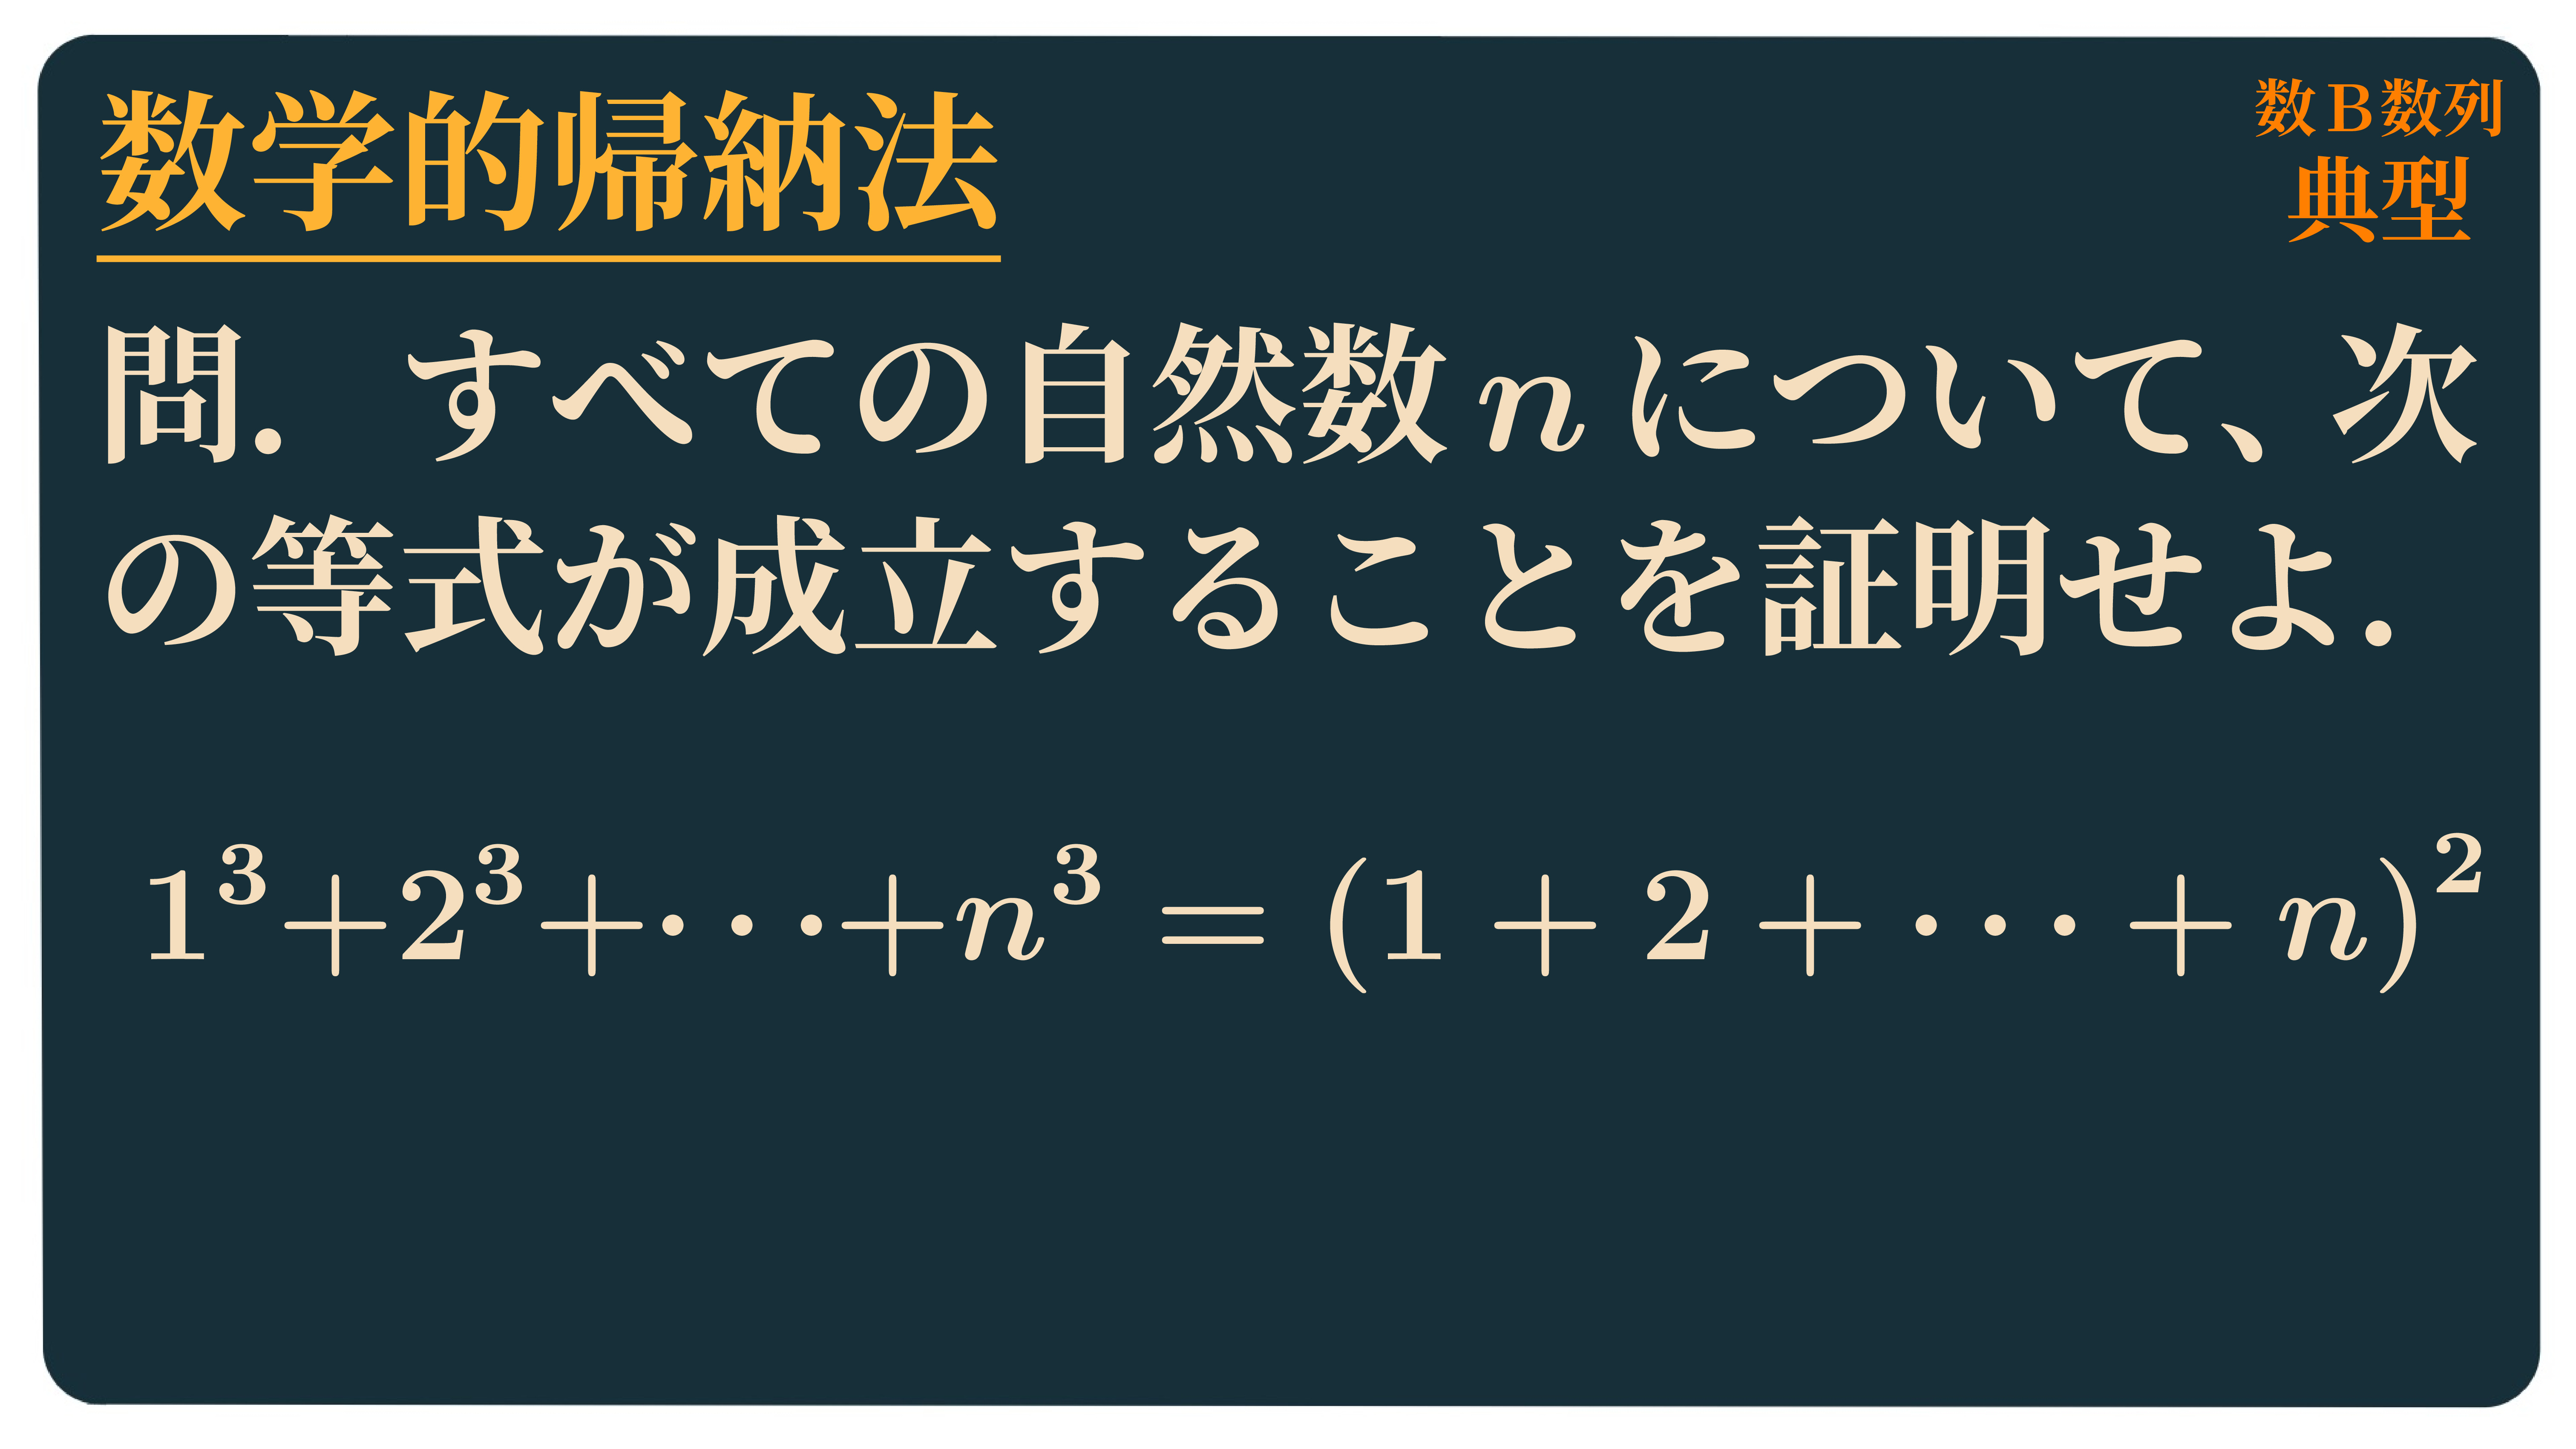 数学的帰納法
数B数列
典型
問. すべての自然数 n について、次
の等式が成立することを証明せよ.
1³+2³+···+n³ = (1 + 2 + ··· + n)²